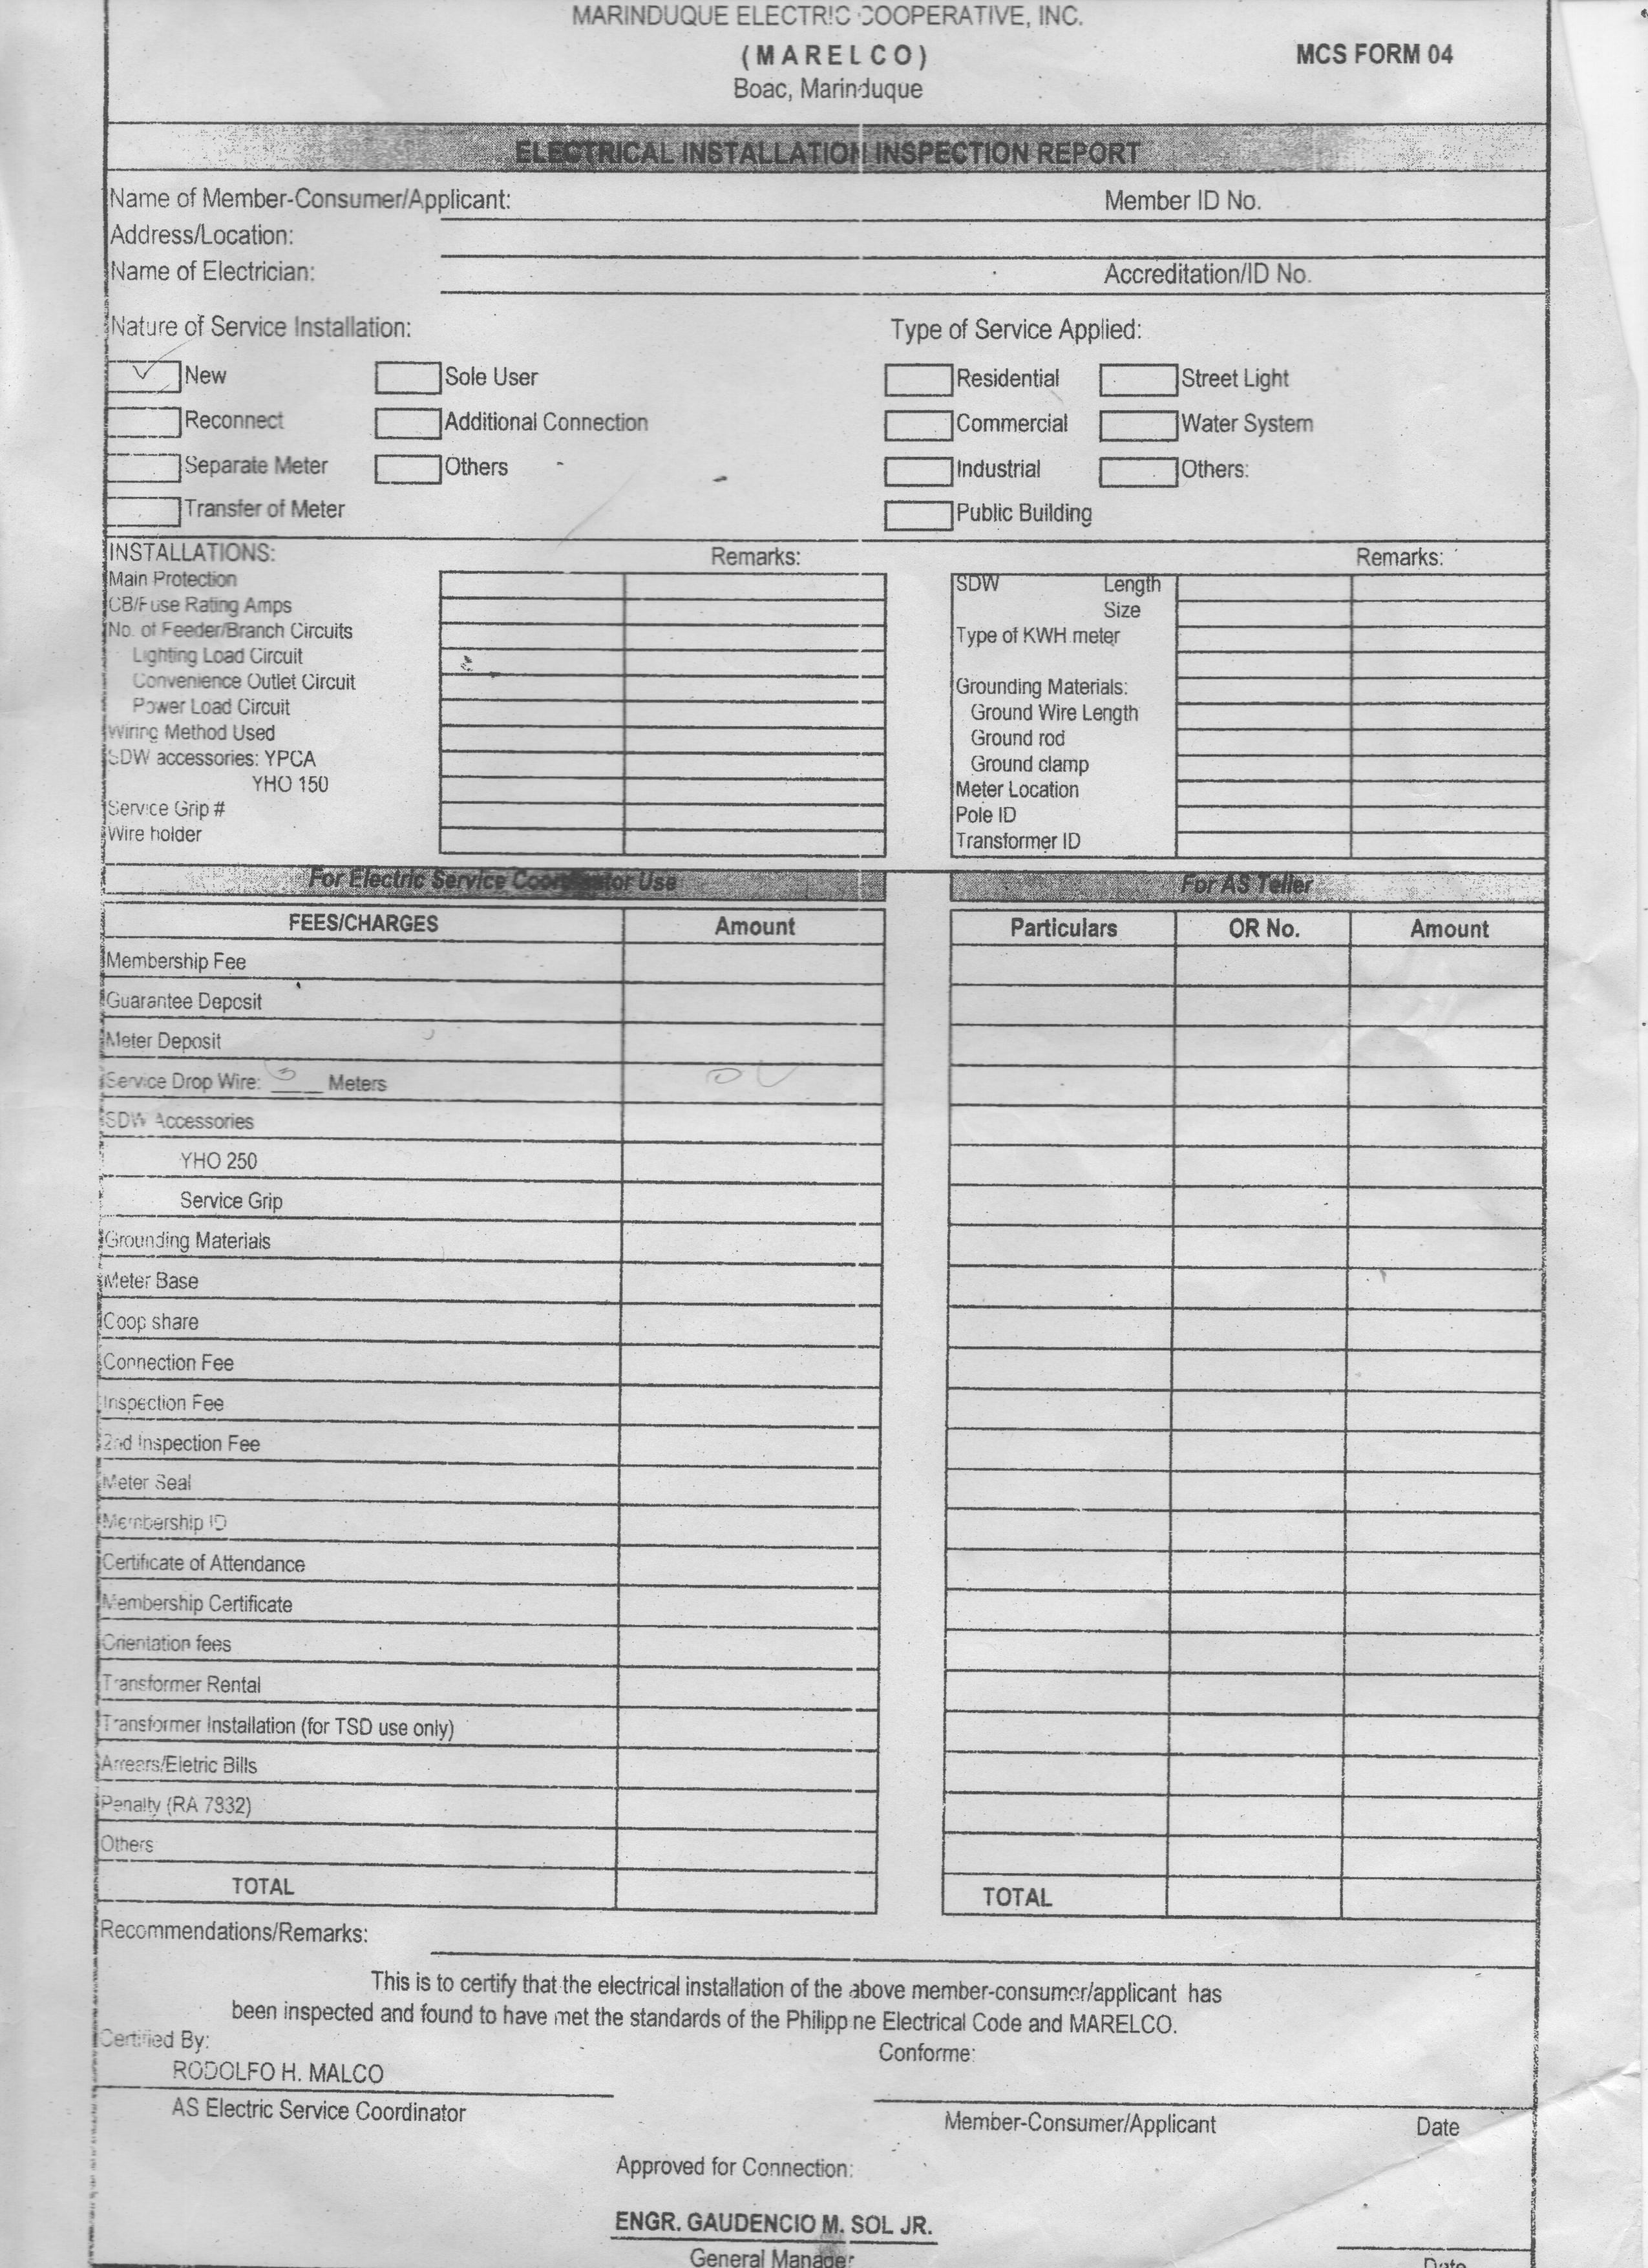 MARINDUQUE ELECTRIC COOPERATIVE, INC.
(MARELCO)
MCS FORM 04
Boac, Marinduque
ELECTRICAL INSTALLATION INSPECTION REPORT
Name of Member-Consumer/Applicant: Member ID No.
Address/Location:
Name of Electrician: Accreditation/ID No.
Nature of Service Installation: Type of Service Applied:
New Sole User Residential Street Light
Reconnect Additional Connection Commercial Water System
Separate Meter Others Industrial Others:
Transfer of Meter Public Building
INSTALLATIONS: Remarks: Remarks:
Main Protection SDW Length
CB/Fuse Rating Amps Size
No. of Feeder/Branch Circuits Type of KWH meter
Lighting Load Circuit
Convenience Outlet Circuit Grounding Materials:
Power Load Circuit Ground Wire Length
Wiring Method Used Ground rod
SDW accessories: YPCA Ground clamp
YHO 150 Meter Location
Service Grip # Pole ID
Wire holder Transformer ID
For Electric Service Coordinator Use For AS Teller
FEES/CHARGES Amount Particulars OR No. Amount
Membership Fee
Guarantee Deposit
Meter Deposit
Service Drop Wire: ____ Meters
SDW Accessories
YHO 250
Service Grip
Grounding Materials
Meter Base
Coop share
Connection Fee
Inspection Fee
2nd Inspection Fee
Meter Seal
Membership ID
Certificate of Attendance
Membership Certificate
Orientation fees
Transformer Rental
Transformer Installation (for TSD use only)
Arrears/Eletric Bills
Penalty (RA 7832)
Others
TOTAL TOTAL
Recommendations/Remarks:
This is to certify that the electrical installation of the above member-consumer/applicant has
been inspected and found to have met the standards of the Philippine Electrical Code and MARELCO.
Certified By: Conforme:
RODOLFO H. MALCO
AS Electric Service Coordinator Member-Consumer/Applicant Date
Approved for Connection:
ENGR. GAUDENCIO M. SOL JR.
General Manager Date